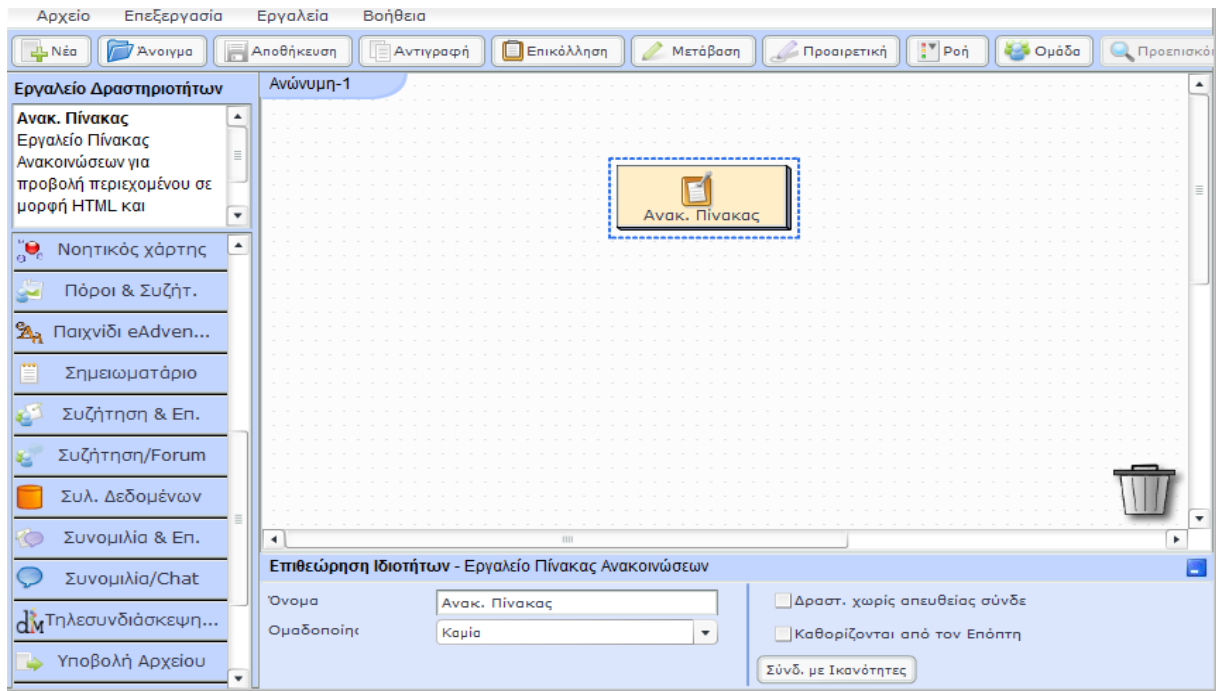 Αρχείο Επεξεργασία Εργαλεία Βοήθεια
Νέα Άνοιγμα Αποθήκευση Αντιγραφή Επικόλληση Μετάβαση Προαιρετική Ροή Ομάδα Προεπισκό
Εργαλείο Δραστηριοτήτων
Ανακ. Πίνακας
Εργαλείο Πίνακας
Ανακοινώσεων για
προβολή περιεχομένου σε
μορφή HTML και
Νοητικός χάρτης
Πόροι & Συζήτ.
Παιχνίδι eAdven...
Σημειωματάριο
Συζήτηση & Επ.
Συζήτηση/Forum
Συλ. Δεδομένων
Συνομιλία & Επ.
Συνομιλία/Chat
dM Τηλεσυνδιάσκεψη...
Υποβολή Αρχείου
Ανώνυμη-1
Ανακ. Πίνακας
Επιθεώρηση Ιδιοτήτων - Εργαλείο Πίνακας Ανακοινώσεων
Όνομα Ανακ. Πίνακας
Ομαδοποίης Καμία
Δραστ. χωρίς απευθείας σύνδε
Καθορίζονται από τον Επόπτη
Σύνδ. με Ικανότητες